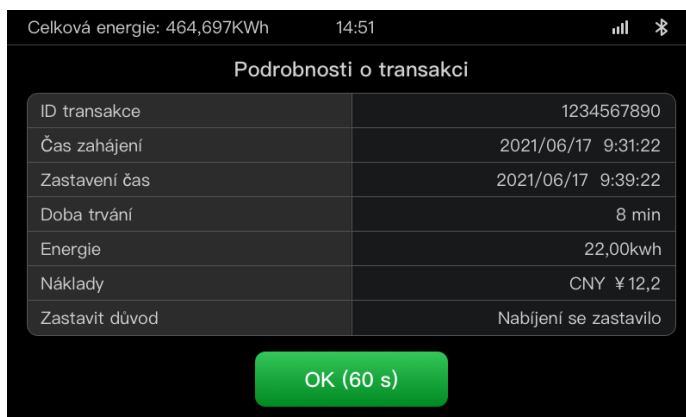 Celková energie: 464,697KWh 14:51
Podrobnosti o transakci
ID transakce 1234567890
Čas zahájení 2021/06/17 9:31:22
Zastavení čas 2021/06/17 9:39:22
Doba trvání 8 min
Energie 22,00kwh
Náklady CNY ¥12,2
Zastavit důvod Nabíjení se zastavilo
OK (60 s)